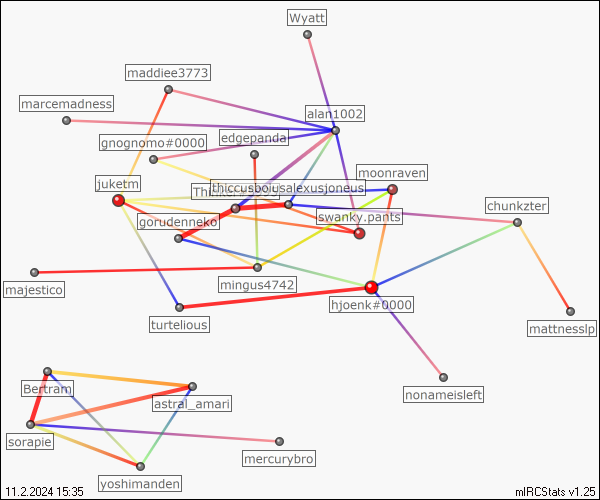 Wyatt
maddiee3773
marcemadness
alan1002
edgepanda
gnognomo#0000
moonraven
juketm
thiccusboiusalexusjoneus
chunkzter
swanky.pants
gorudenneko
mingus4742
majestico
hjoenk#0000
turtelious
mattnesslp
nonameisleft
Bertram
astral_amari
sorapie
mercurybro
yoshimanden
11.2.2024 15:35
mIRCStats v1.25